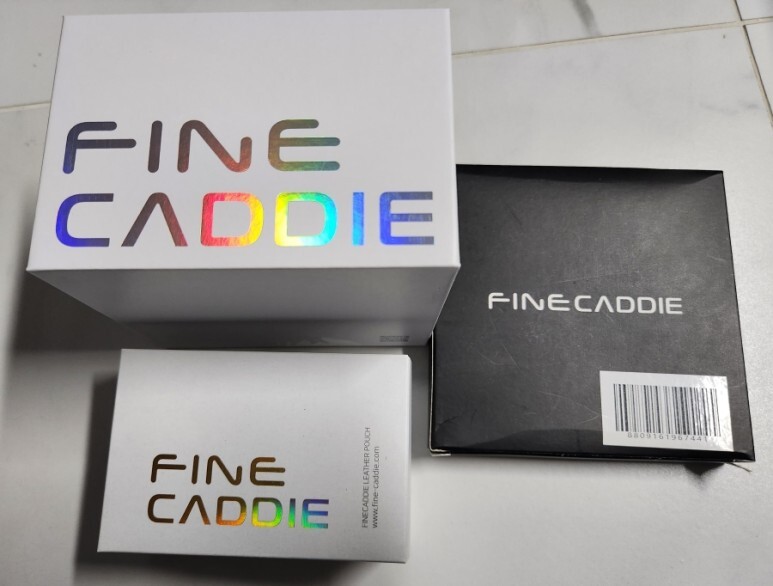 FINE
CADDIE
FINECADDIE
FINE
CADDIE
FINECADDIE LEATHER POUCH
www.fine-caddie.com